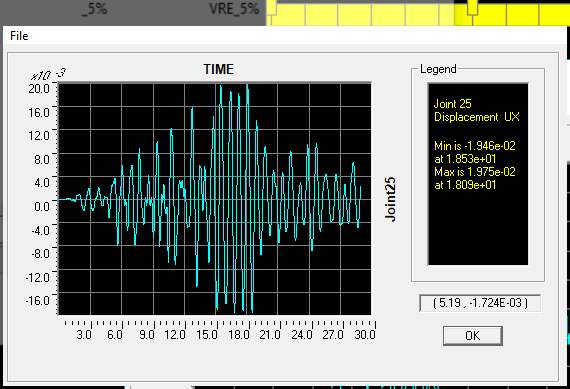 _5%
VRE_5%
File
TIME
x10 -3
20.0
16.0
12.0
8.0
4.0
0.0
-4.0
-8.0
-12.0
-16.0
3.0 6.0 9.0 12.0 15.0 18.0 21.0 24.0 27.0 30.0
Joint25
Legend
Joint 25
Displacement UX
Min is -1.946e-02
at 1.853e+01
Max is 1.975e-02
at 1.809e+01
( 5.19 , -1.724E-03 )
OK